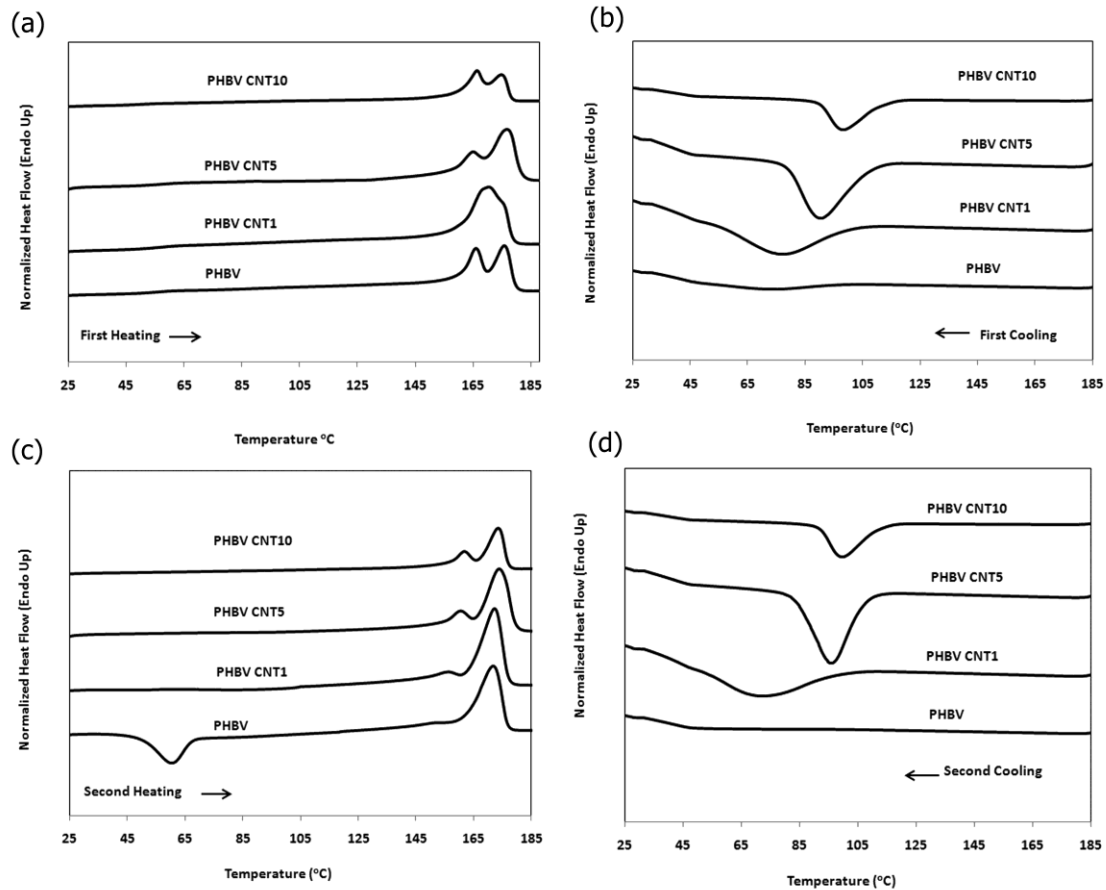 (a)
Normalized Heat Flow (Endo Up)
PHBV CNT10
PHBV CNT5
PHBV CNT1
PHBV
First Heating
25 45 65 85 105 125 145 165 185
Temperature °C
(b)
Normalized Heat Flow (Endo Up)
PHBV CNT10
PHBV CNT5
PHBV CNT1
PHBV
First Cooling
25 45 65 85 105 125 145 165 185
Temperature (°C)
(c)
Normalized Heat Flow (Endo Up)
PHBV CNT10
PHBV CNT5
PHBV CNT1
PHBV
Second Heating
25 45 65 85 105 125 145 165 185
Temperature (°C)
(d)
Normalized Heat Flow (Endo Up)
PHBV CNT10
PHBV CNT5
PHBV CNT1
PHBV
Second Cooling
25 45 65 85 105 125 145 165 185
Temperature (°C)